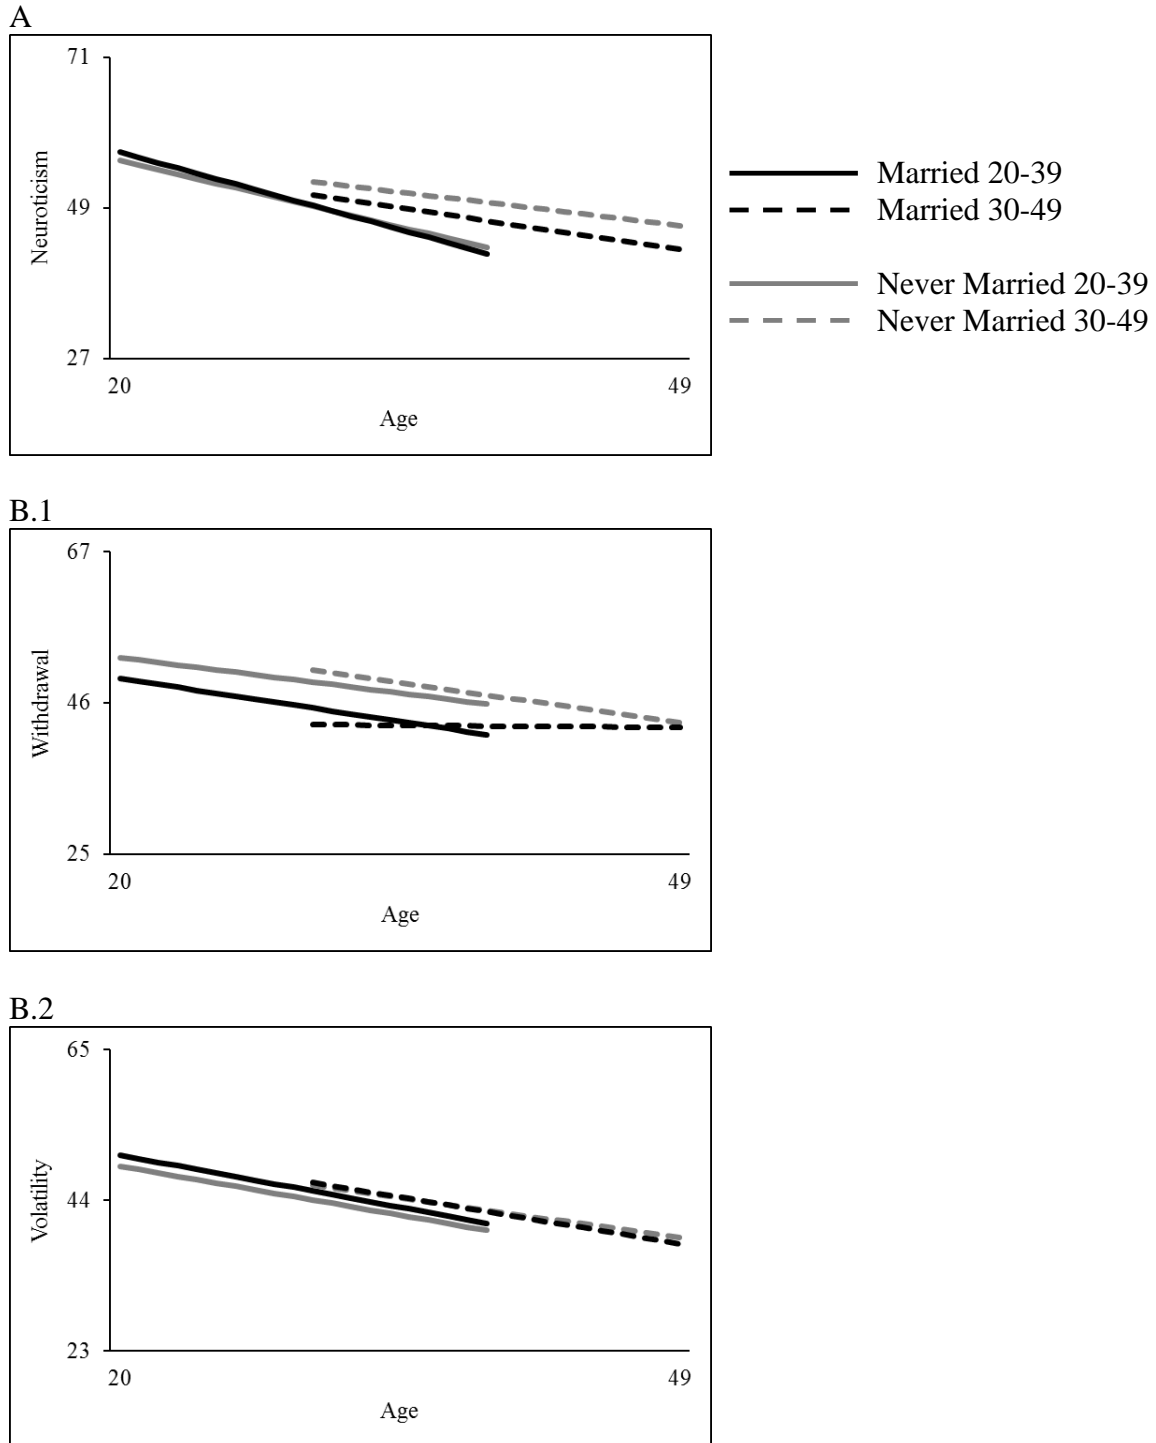 A
71
49
27
Neuroticism
20
49
Age
Married 20-39
Married 30-49
Never Married 20-39
Never Married 30-49
B.1
67
46
25
Withdrawal
20
49
Age
B.2
65
44
23
Volatility
20
49
Age